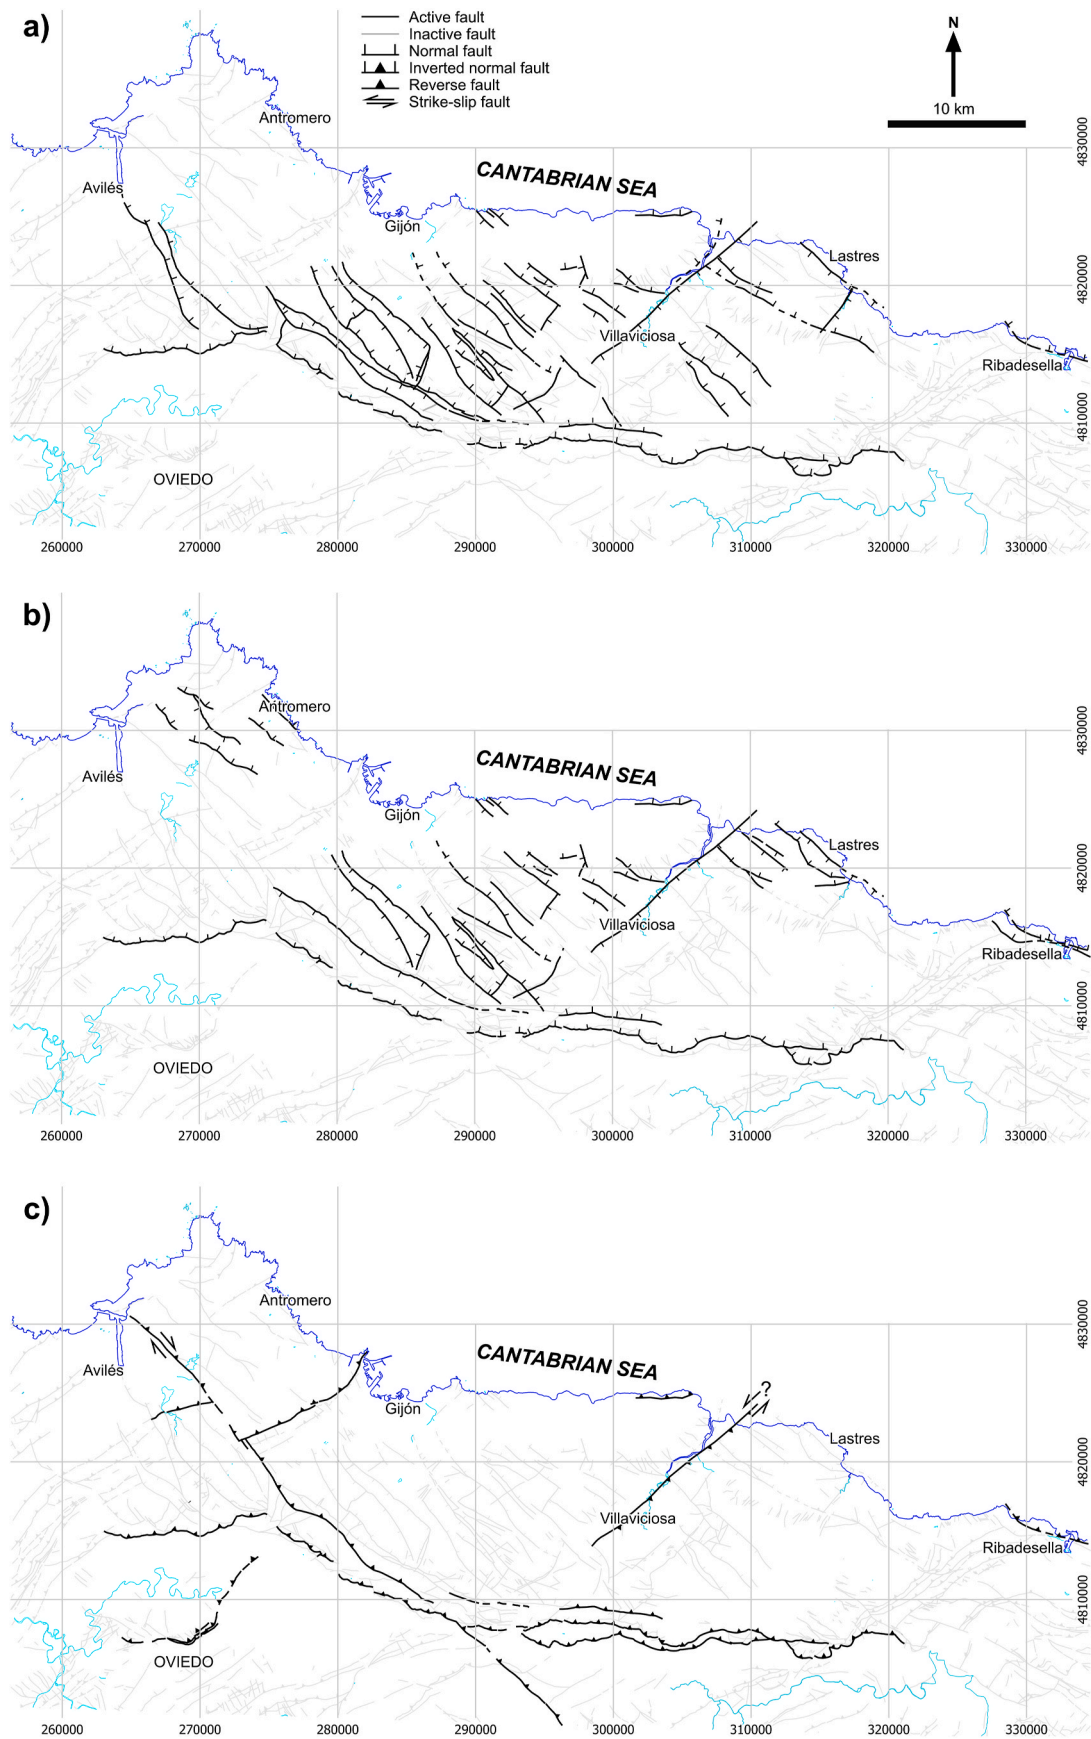 a)
Active fault
Inactive fault
Normal fault
Inverted normal fault
Reverse fault
Strike-slip fault
N
10 km
Antromero
CANTABRIAN SEA
Avilés
Gijón
Lastres
Villaviciosa
Ribadesella
OVIEDO
4830000
4820000
4810000
260000 270000 280000 290000 300000 310000 320000 330000
b)
Antromero
CANTABRIAN SEA
Avilés
Gijón
Lastres
Villaviciosa
Ribadesella
OVIEDO
4830000
4820000
4810000
260000 270000 280000 290000 300000 310000 320000 330000
c)
Antromero
CANTABRIAN SEA
Avilés
?
Gijón
Lastres
Villaviciosa
Ribadesella
OVIEDO
4830000
4820000
4810000
260000 270000 280000 290000 300000 310000 320000 330000